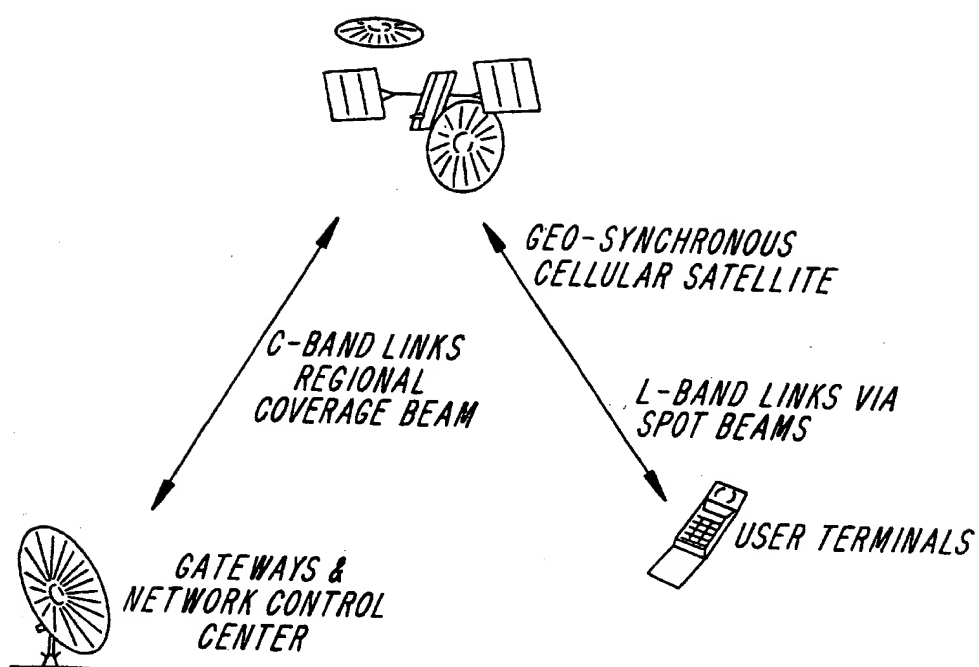 GEO-SYNCHRONOUS
CELLULAR SATELLITE
C-BAND LINKS
REGIONAL
COVERAGE BEAM
L-BAND LINKS VIA
SPOT BEAMS
USER TERMINALS
GATEWAYS &
NETWORK CONTROL
CENTER